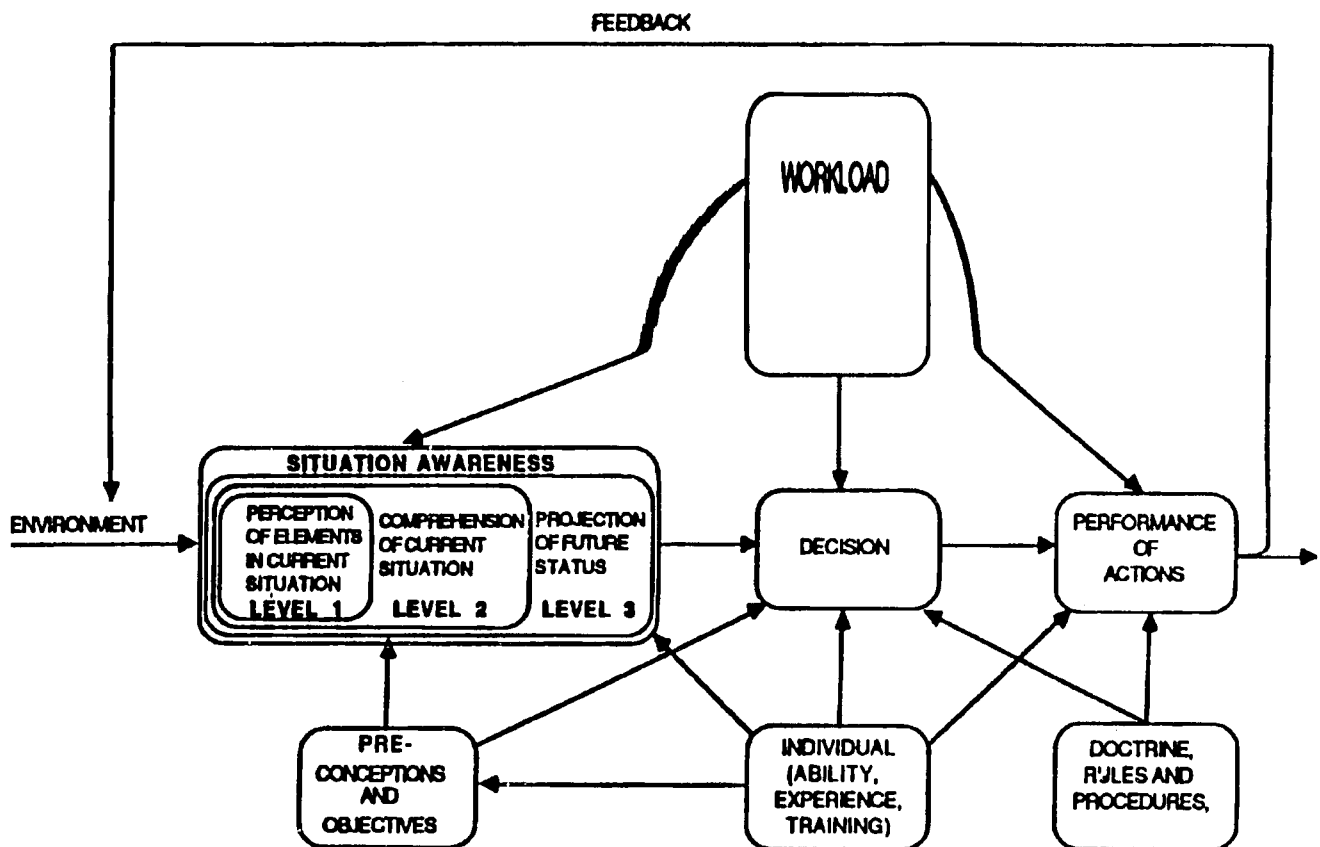 FEEDBACK
WORKLOAD
SITUATION AWARENESS
ENVIRONMENT
PERCEPTION
OF ELEMENTS
IN CURRENT
SITUATION
LEVEL 1
COMPREHENSION
OF CURRENT
SITUATION
LEVEL 2
PROJECTION
OF FUTURE
STATUS
LEVEL 3
DECISION
PERFORMANCE
OF
ACTIONS
PRE-
CONCEPTIONS
AND
OBJECTIVES
INDIVIDUAL
(ABILITY,
EXPERIENCE,
TRAINING)
DOCTRINE,
RULES AND
PROCEDURES,